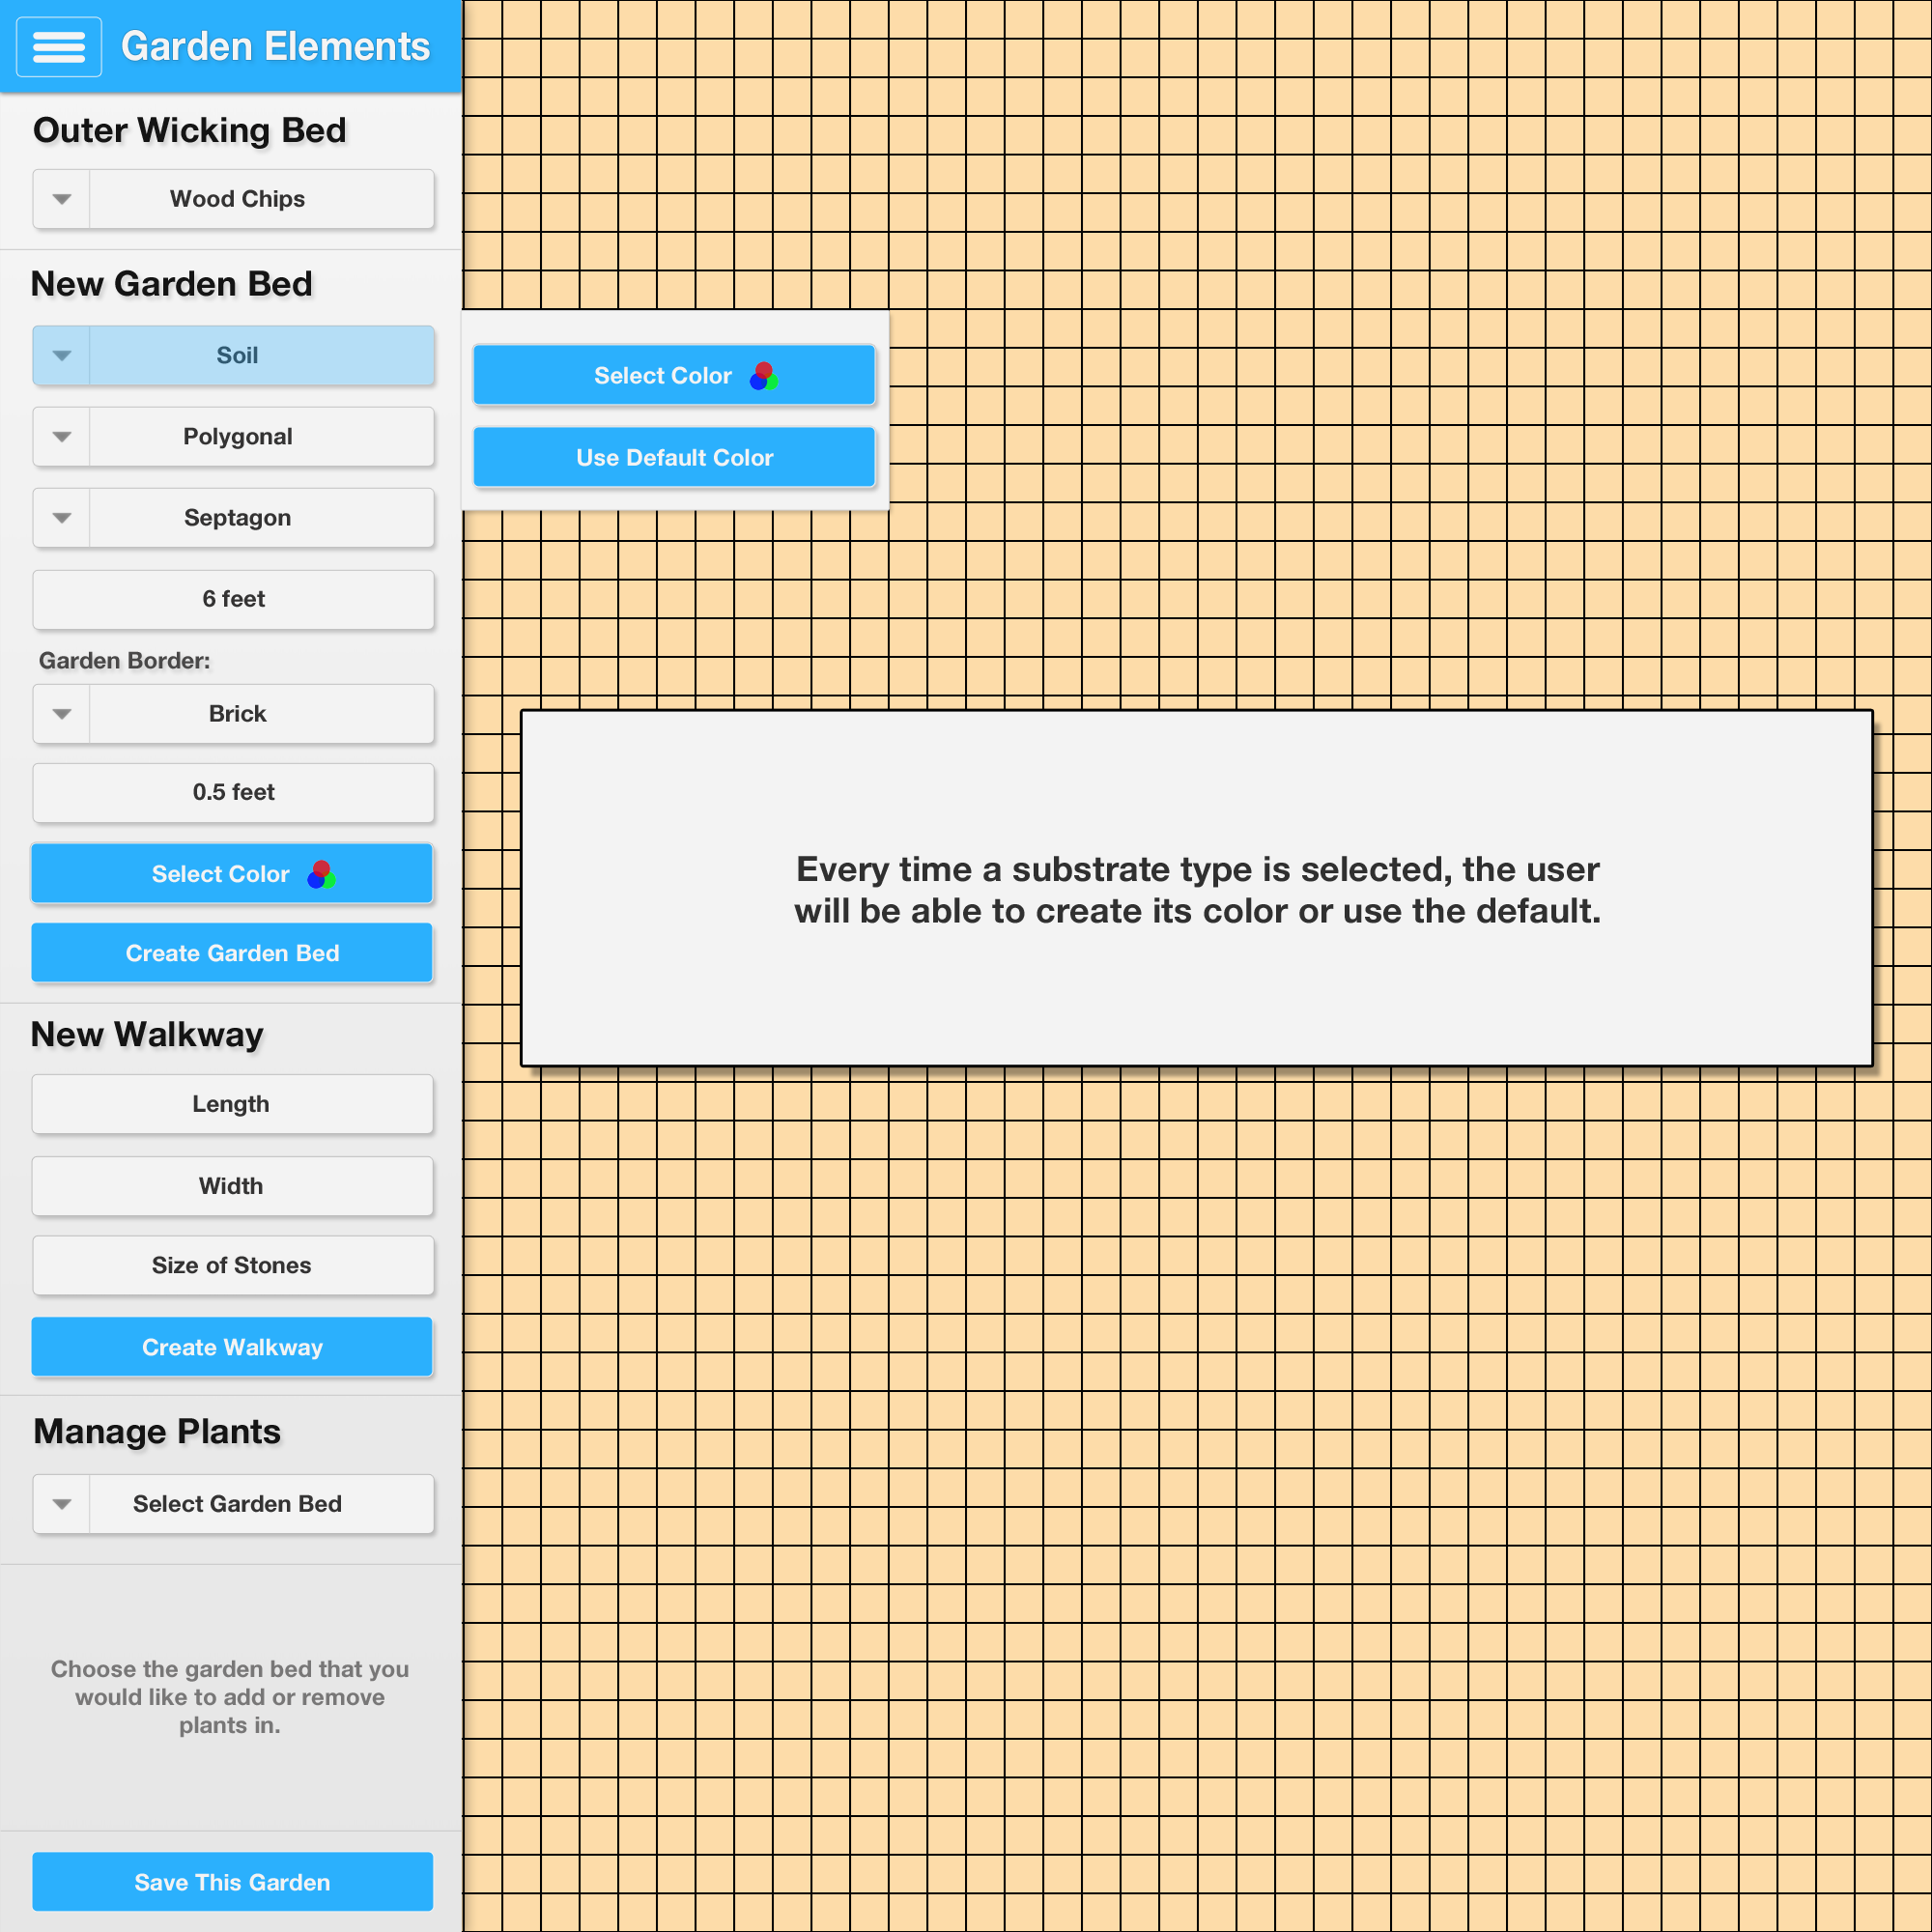 Garden Elements
Outer Wicking Bed
Wood Chips
New Garden Bed
Soil
Select Color
Use Default Color
Polygonal
Septagon
6 feet
Garden Border:
Brick
0.5 feet
Select Color
Create Garden Bed
Every time a substrate type is selected, the user
will be able to create its color or use the default.
New Walkway
Length
Width
Size of Stones
Create Walkway
Manage Plants
Select Garden Bed
Choose the garden bed that you
would like to add or remove
plants in.
Save This Garden